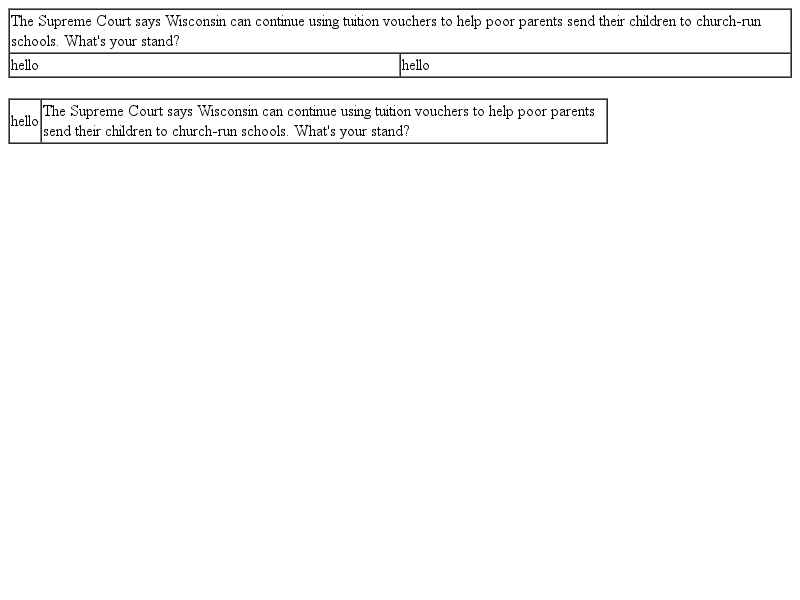 The Supreme Court says Wisconsin can continue using tuition vouchers to help poor parents send their children to church-run
schools. What's your stand?
hello hello
hello
The Supreme Court says Wisconsin can continue using tuition vouchers to help poor parents
send their children to church-run schools. What's your stand?